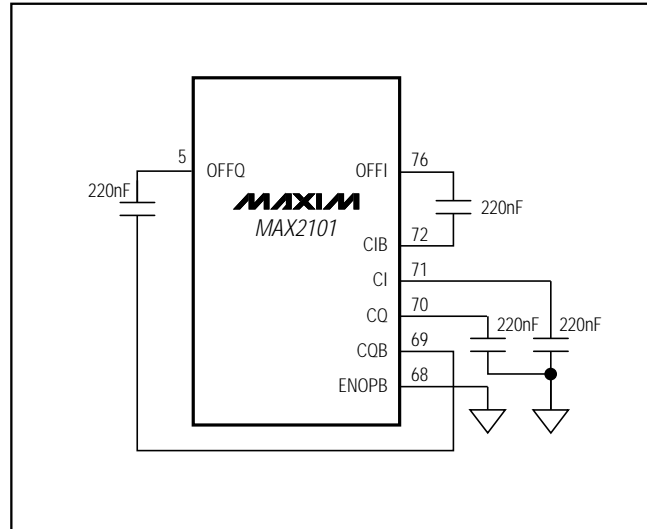 5 OFFQ OFFI 76
220nF
MAXIM
MAX2101
220nF
CIB 72
CI 71
CQ 70
220nF 220nF
CQB 69
ENOPB 68